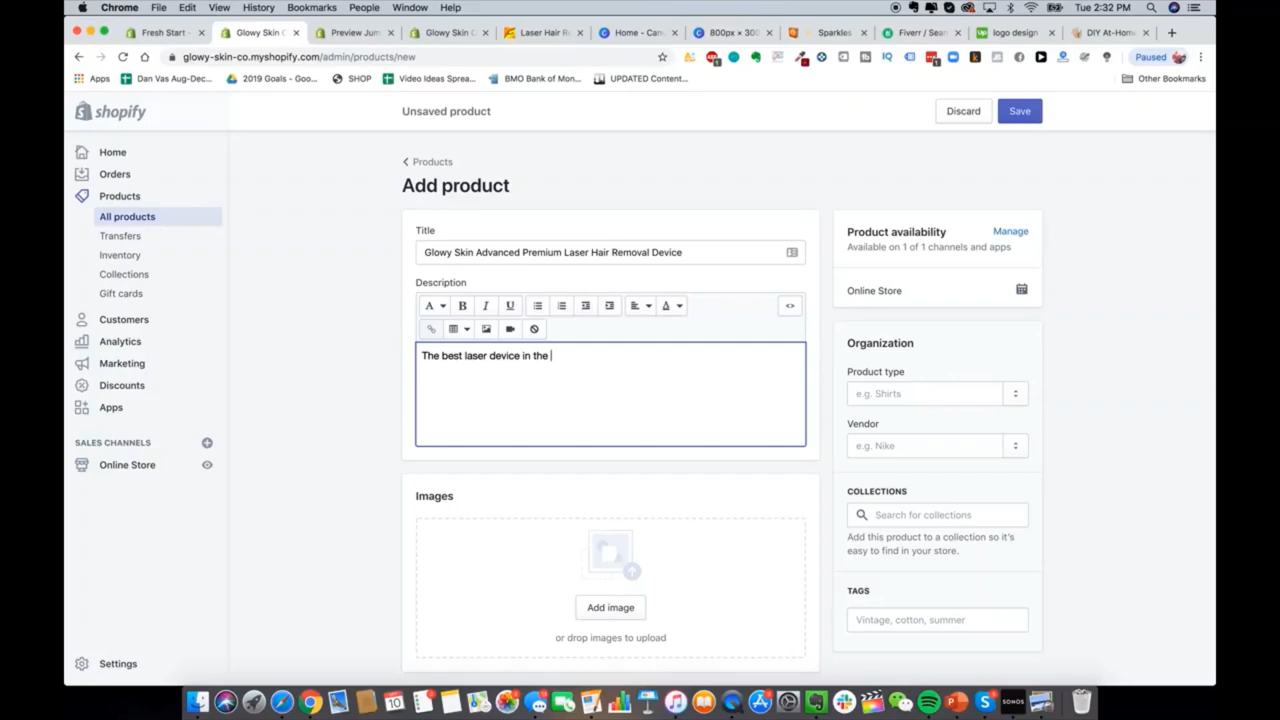 Chrome File Edit View History Bookmarks People Window Help Tue 2:32 PM
Fresh Start - Glowy Skin C Preview Jum Glowy Skin C Laser Hair Re Home - Can 800px × 300 Sparkles Fiverr / Sear logo design DIY At-Home
glowy-skin-co.myshopify.com/admin/products/new Paused
Apps Dan Vas Aug-Dec... 2019 Goals - Goo... SHOP Video Ideas Sprea... BMO Bank of Mon... UPDATED Content... Other Bookmarks
shopify
Unsaved product
Discard
Save
Home
Orders
Products
All products
Transfers
Inventory
Collections
Gift cards
Customers
Analytics
Marketing
Discounts
Apps
SALES CHANNELS
Online Store
Settings
Products
Add product
Title
Glowy Skin Advanced Premium Laser Hair Removal Device
Description
A B I U A <>
The best laser device in the
Images
Add image
or drop images to upload
Product availability Manage
Available on 1 of 1 channels and apps
Online Store
Organization
Product type
e.g. Shirts
Vendor
e.g. Nike
COLLECTIONS
Search for collections
Add this product to a collection so it's
easy to find in your store.
TAGS
Vintage, cotton, summer
10
SONOS